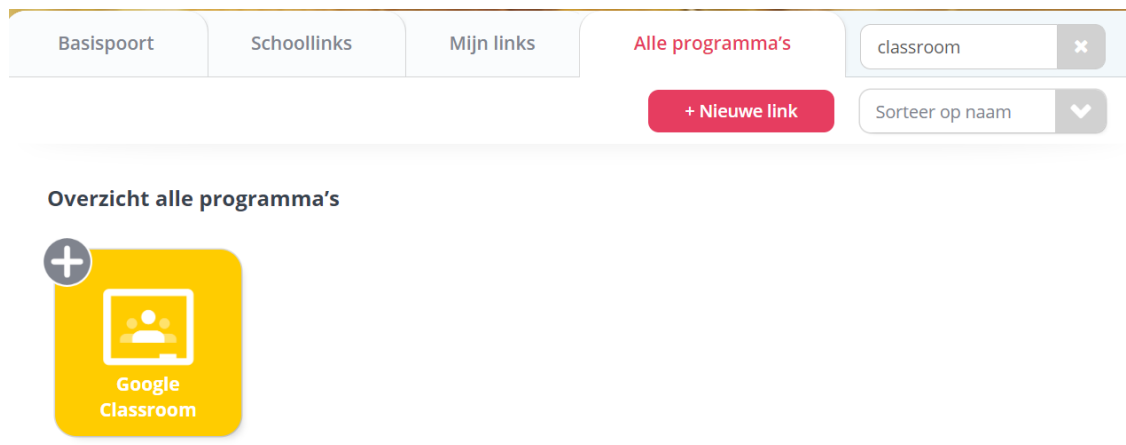 Basispoort
Schoollinks
Mijn links
Alle programma's
classroom
+ Nieuwe link
Sorteer op naam
Overzicht alle programma's
Google
Classroom